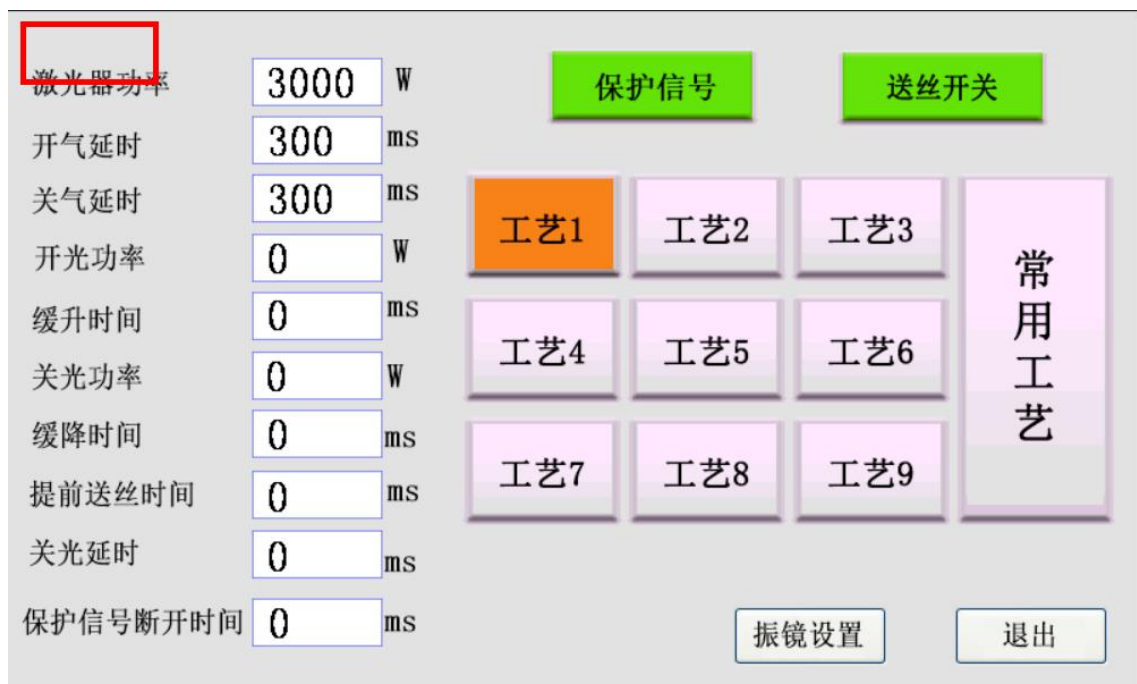 激光器功率 3000 W
开气延时 300 ms
关气延时 300 ms
开光功率 0 W
缓升时间 0 ms
关光功率 0 W
缓降时间 0 ms
提前送丝时间 0 ms
关光延时 0 ms
保护信号断开时间 0 ms
保护信号 送丝开关
工艺1 工艺2 工艺3
工艺4 工艺5 工艺6
工艺7 工艺8 工艺9
常用工艺
振镜设置 退出